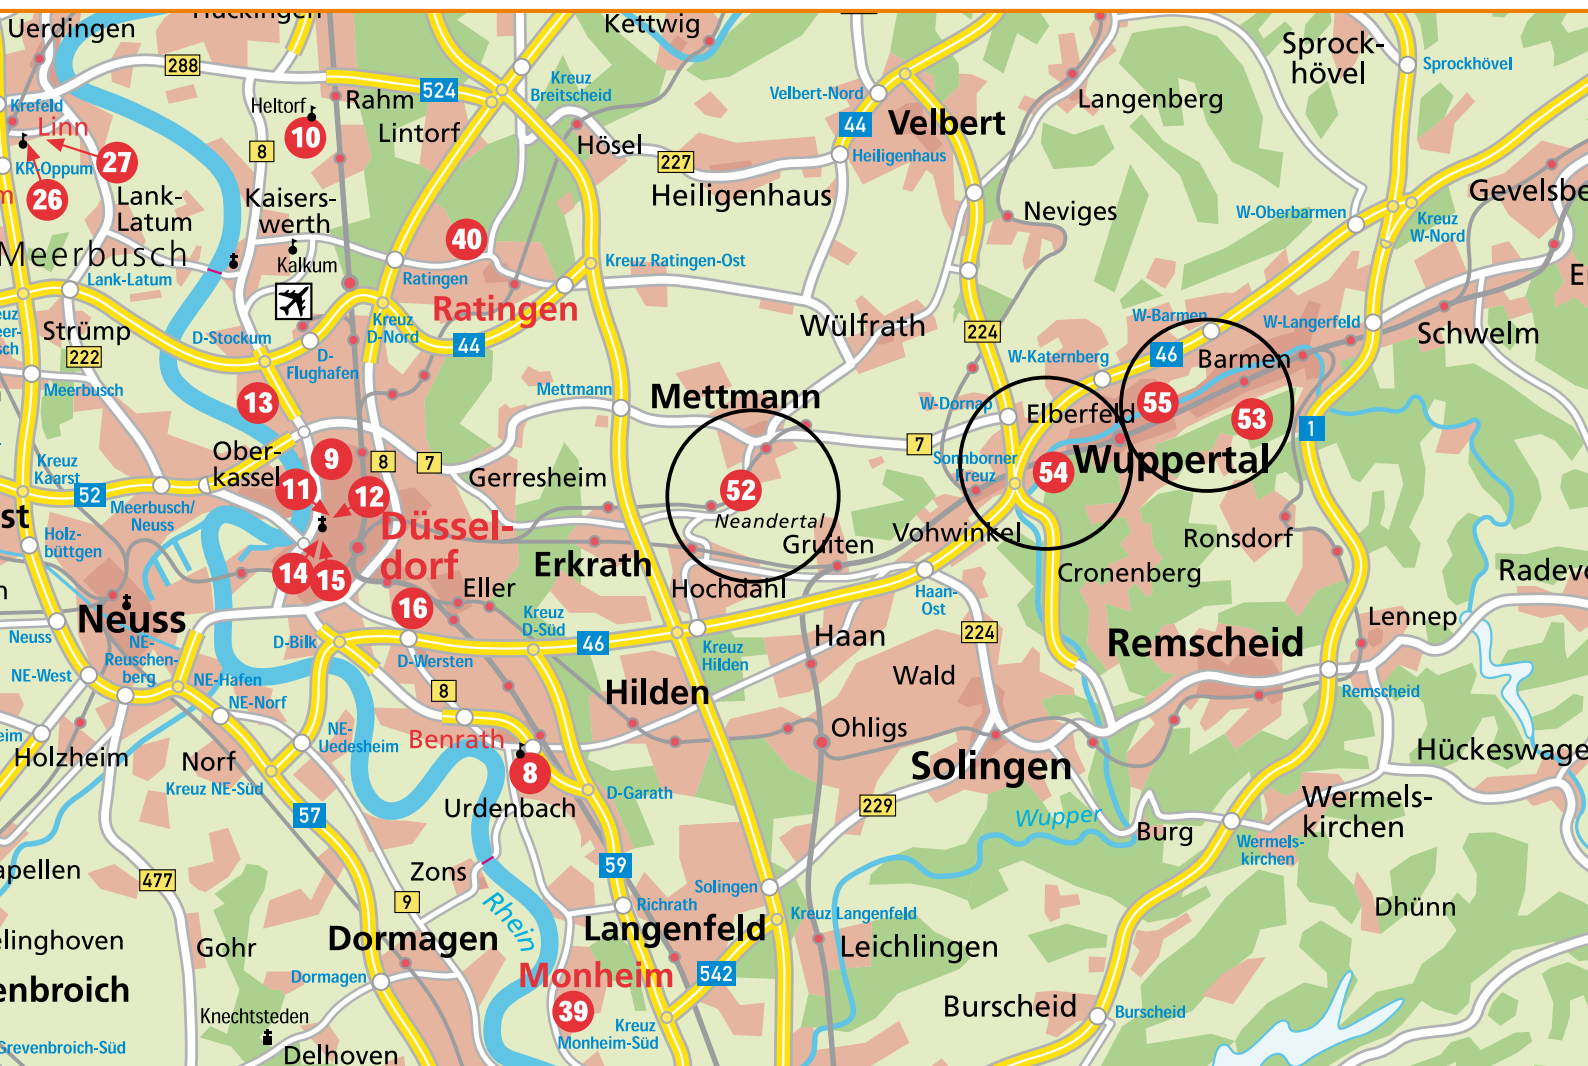 Uerdingen
Hückingen
Kettwig
Sprock-
hövel
Sprockhövel
288
524
Kreuz
Breitscheid
Velbert-Nord
Langenberg
Krefeld
Heltorf
Rahm
Linn
10
Lintorf
44
Velbert
27
8
Hösel
227
Heiligenhaus
KR-Oppum
26
Lank-
Latum
Kaisers-
werth
Heiligenhaus
Neviges
W-Oberbarmen
Gevelsbe
Kreuz
W-Nord
40
Meerbusch
Kalkum
Lank-Latum
Ratingen
Kreuz Ratingen-Ost
Ratingen
Strümp
222
D-Stockum
Kreuz
D-Nord
44
D-
Flughafen
Wülfrath
224
W-Barmen
W-Langerfeld
Schwelm
W-Katernberg
46
Barmen
Meerbusch
Mettmann
Mettmann
13
W-Dornap
Elberfeld
55
53
1
Ober-
kassel
9
8
7
7
Kreuz
Kaarst
52
Meerbusch/
Neuss
11
12
Gerresheim
52
Neandertal
Sonnborner
Kreuz
54
Wuppertal
st
Holz-
büttgen
Düssel-
dorf
Gruiten
Vohwinkel
Ronsdorf
14
15
Erkrath
Hochdahl
Cronenberg
Radevo
Neuss
16
Eller
Haan-
Ost
Neuss
NE-
Reuschen-
berg
D-Bilk
D-Wersten
Kreuz
D-Süd
46
Kreuz
Hilden
Haan
224
Remscheid
Lennep
NE-West
NE-Hafen
NE-Norf
8
Hilden
Wald
Remscheid
NE-
Uedesheim
Benrath
Ohligs
Holzheim
Norf
Kreuz NE-Süd
8
Solingen
Hückeswage
57
Urdenbach
D-Garath
229
Wupper
Burg
Wermels-
kirchen
Wermels-
kirchen
apellen
477
Zons
59
9
Rhein
Richrath
Solingen
Kreuz Langenfeld
Dhünn
elinghoven
Gohr
Dormagen
Langenfeld
Leichlingen
Dormagen
Monheim
542
enbroich
39
Burscheid
Burscheid
Knechtsteden
Kreuz
Monheim-Süd
Grevenbroich-Süd
Delhoven